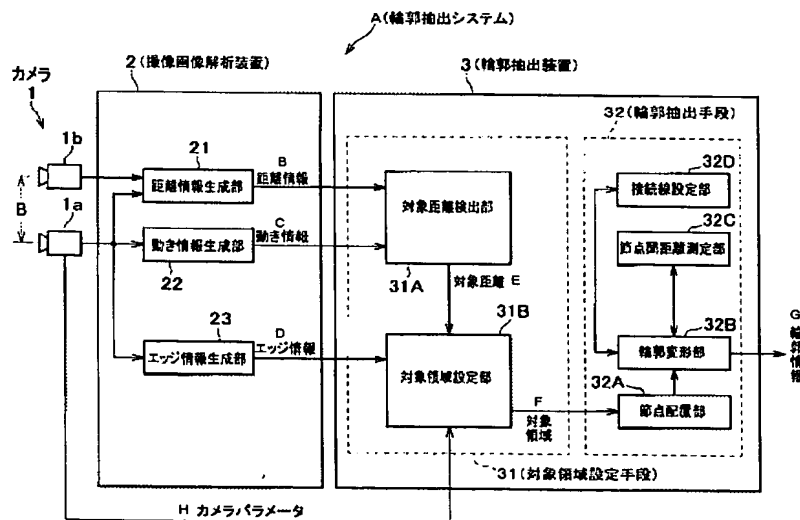 A(輪郭抽出システム)
2(撮像画像解析装置)
3(輪郭抽出装置)
カメラ
1
32(輪郭抽出手段)
1b
21
B
距離情報生成部
距離情報
32D
接続線設定部
B
1a
対象距離検出部
32C
C
動き情報生成部
動き情報
節点間距離測定部
22
31A
対象距離 E
31B
23
D
エッジ情報生成部
エッジ情報
対象領域設定部
32B
輪郭変形部
G
輪郭情報
32A
F
対象
領域
節点配置部
31(対象領域設定手段)
H カメラパラメータ